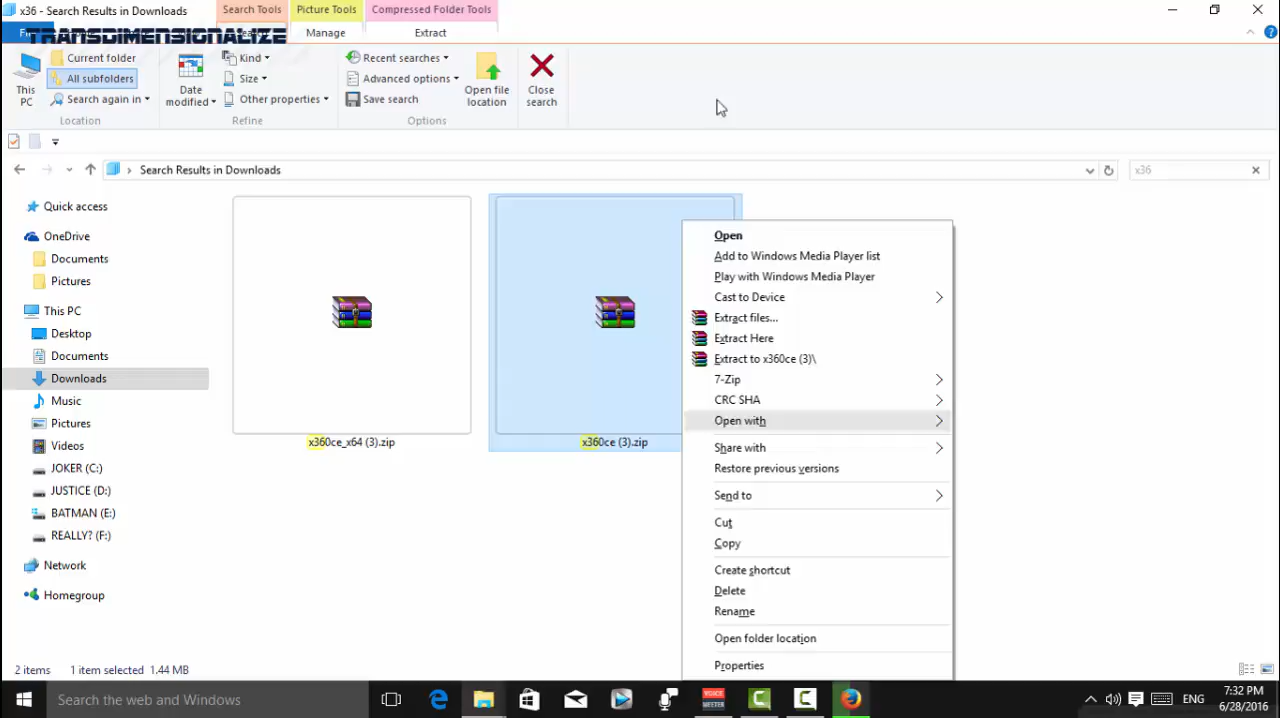 x36 - Search Results in Downloads
Search Tools
Picture Tools
Compressed Folder Tools
TRANSDIMENSIONALIZE
Manage
Extract
This PC
Current folder
All subfolders
Search again in
Location
Date modified
Kind
Size
Other properties
Refine
Recent searches
Advanced options
Save search
Open file location
Options
Close search
Search Results in Downloads
x36
Quick access
OneDrive
Documents
Pictures
This PC
Desktop
Documents
Downloads
Music
Pictures
Videos
JOKER (C:)
JUSTICE (D:)
BATMAN (E:)
REALLY? (F:)
Network
Homegroup
x360ce_x64 (3).zip
x360ce (3).zip
Open
Add to Windows Media Player list
Play with Windows Media Player
Cast to Device
Extract files...
Extract Here
Extract to x360ce (3)\
7-Zip
CRC SHA
Open with
Share with
Restore previous versions
Send to
Cut
Copy
Create shortcut
Delete
Rename
Open folder location
Properties
2 items
1 item selected 1.44 MB
Search the web and Windows
VOICE
MEETER
ENG
7:32 PM
6/28/2016